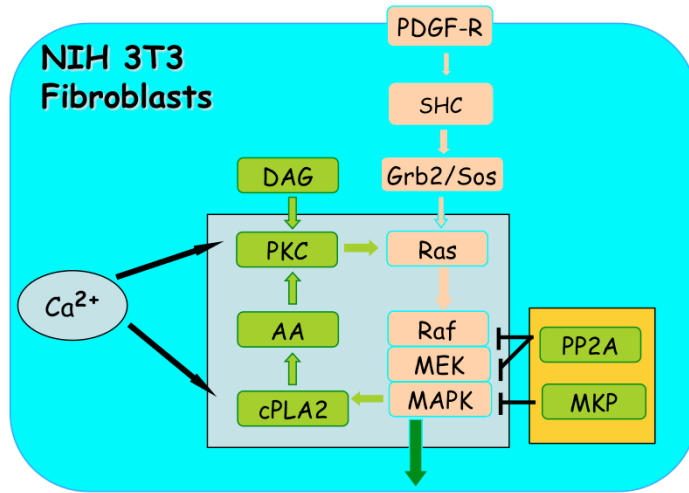 NIH 3T3
Fibroblasts
PDGF-R
SHC
Grb2/Sos
DAG
PKC
Ras
Ca²⁺
AA
Raf
MEK
MAPK
cPLA2
PP2A
MKP